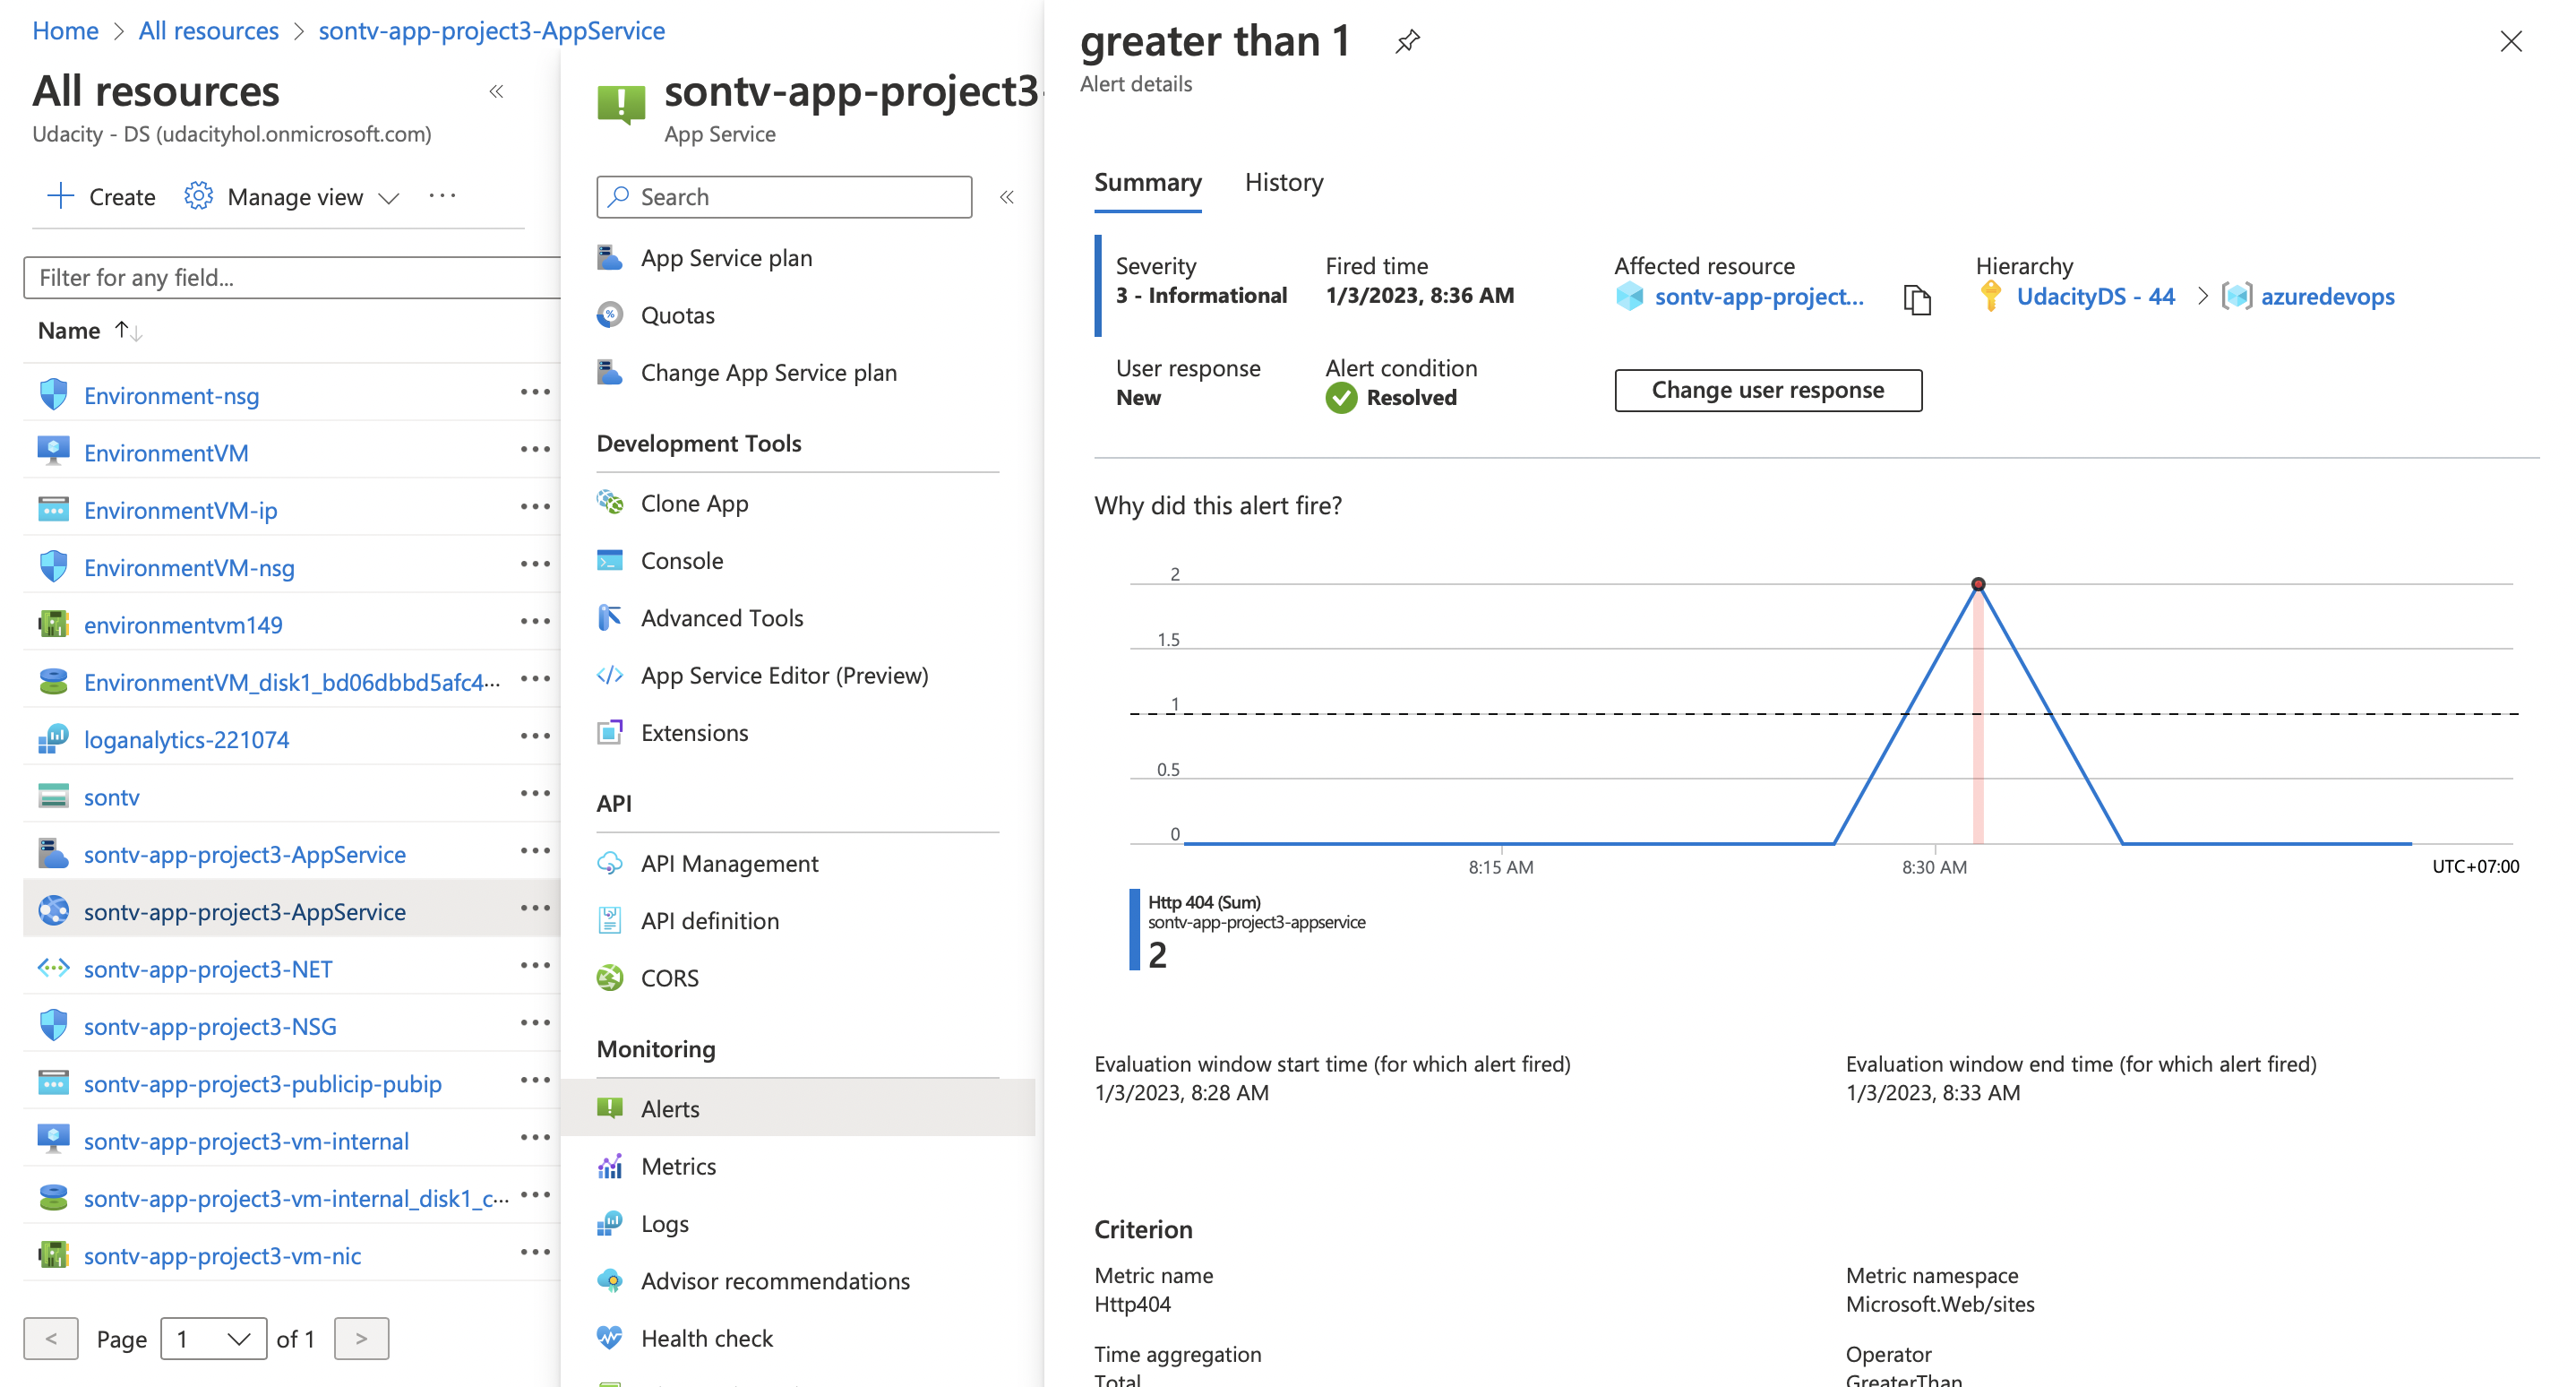 Home > All resources > sontv-app-project3-AppService
All resources
Udacity - DS (udacityhol.onmicrosoft.com)
Create
Manage view
Filter for any field...
Name
Environment-nsg
EnvironmentVM
EnvironmentVM-ip
EnvironmentVM-nsg
environmentvm149
EnvironmentVM_disk1_bd06dbbd5afc4...
loganalytics-221074
sontv
sontv-app-project3-AppService
sontv-app-project3-AppService
sontv-app-project3-NET
sontv-app-project3-NSG
sontv-app-project3-publicip-pubip
sontv-app-project3-vm-internal
sontv-app-project3-vm-internal_disk1_c...
sontv-app-project3-vm-nic
< Page 1 of 1 >
sontv-app-project3-
App Service
Search
App Service plan
Quotas
Change App Service plan
Development Tools
Clone App
Console
Advanced Tools
App Service Editor (Preview)
Extensions
API
API Management
API definition
CORS
Monitoring
Alerts
Metrics
Logs
Advisor recommendations
Health check
greater than 1
Alert details
Summary
History
Severity
3 - Informational
Fired time
1/3/2023, 8:36 AM
Affected resource
sontv-app-project...
Hierarchy
UdacityDS - 44 > azuredevops
User response
New
Alert condition
Resolved
Change user response
Why did this alert fire?
2
1.5
1
0.5
0
8:15 AM
8:30 AM
UTC+07:00
Http 404 (Sum)
sontv-app-project3-appservice
2
Evaluation window start time (for which alert fired)
1/3/2023, 8:28 AM
Evaluation window end time (for which alert fired)
1/3/2023, 8:33 AM
Criterion
Metric name
Http404
Metric namespace
Microsoft.Web/sites
Time aggregation
Total
Operator
GreaterThan